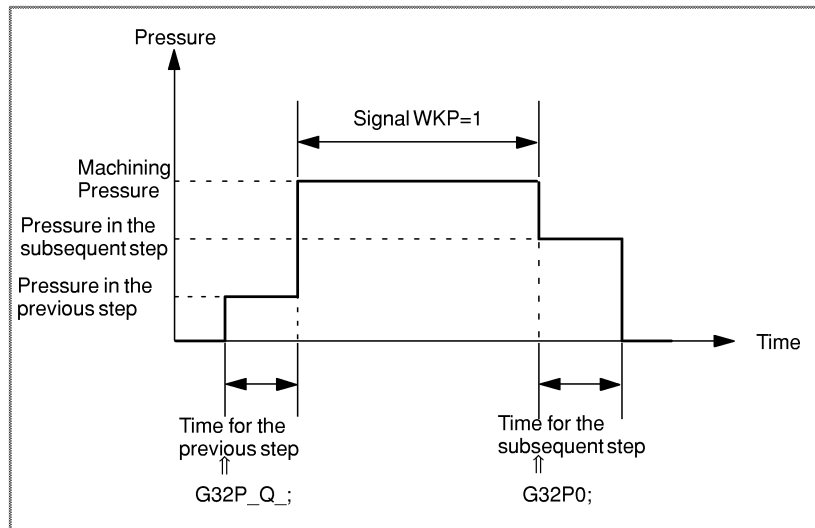 Pressure
Signal WKP=1
Machining
Pressure
Pressure in the
subsequent step
Pressure in the
previous step
Time
Time for the
previous step
⇑
G32P_Q_;
Time for the
subsequent step
⇑
G32P0;